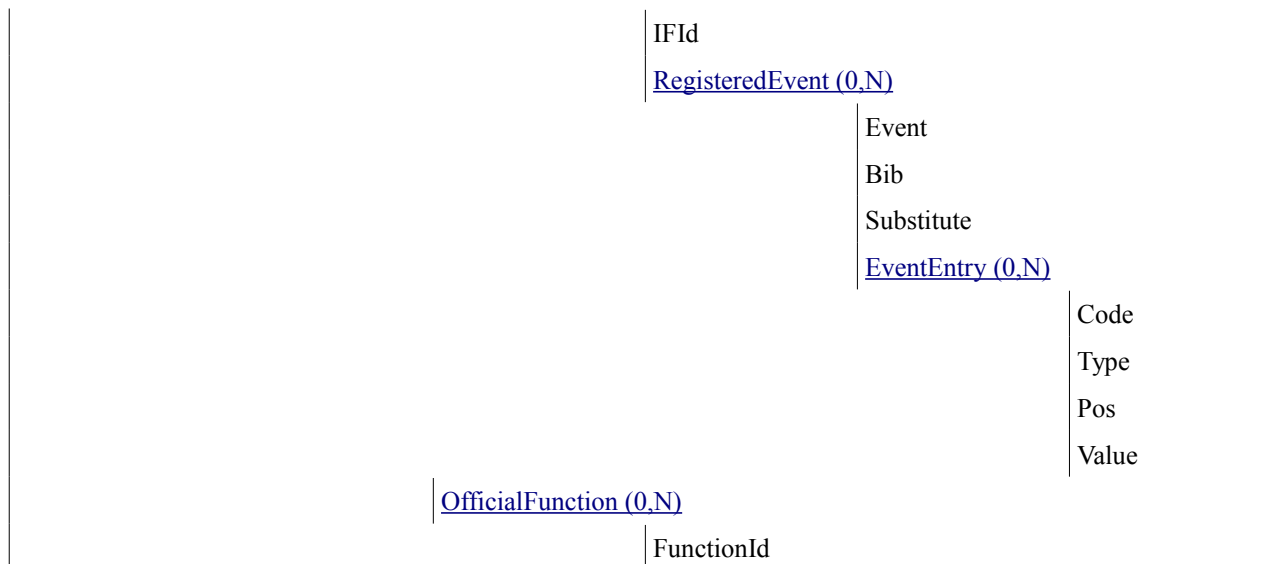 IFId
RegisteredEvent (0,N)
Event
Bib
Substitute
EventEntry (0,N)
Code
Type
Pos
Value
OfficialFunction (0,N)
FunctionId